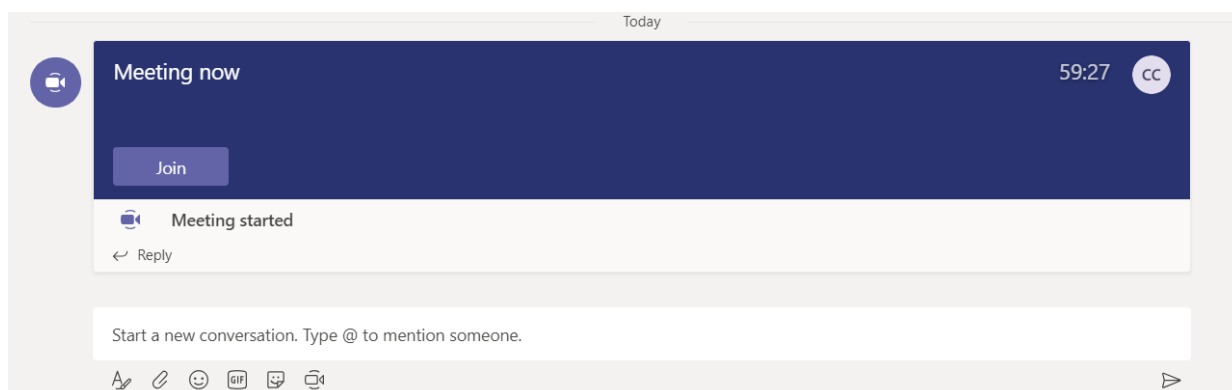 Today
Meeting now 59:27 CC
Join
Meeting started
Reply
Start a new conversation. Type @ to mention someone.
GIF